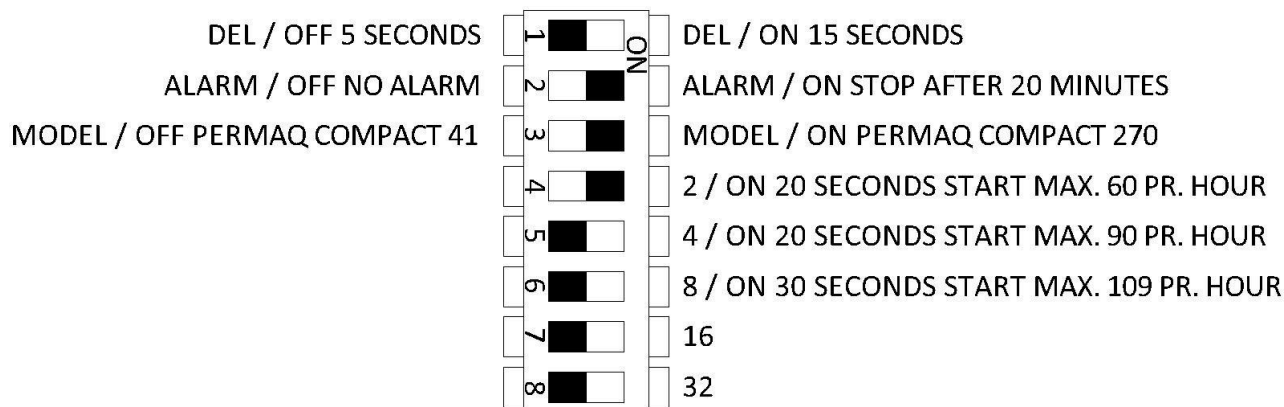 DEL / OFF 5 SECONDS 1 ON DEL / ON 15 SECONDS
ALARM / OFF NO ALARM 2 ALARM / ON STOP AFTER 20 MINUTES
MODEL / OFF PERMAQ COMPACT 41 3 MODEL / ON PERMAQ COMPACT 270
4 2 / ON 20 SECONDS START MAX. 60 PR. HOUR
5 4 / ON 20 SECONDS START MAX. 90 PR. HOUR
6 8 / ON 30 SECONDS START MAX. 109 PR. HOUR
7 16
8 32